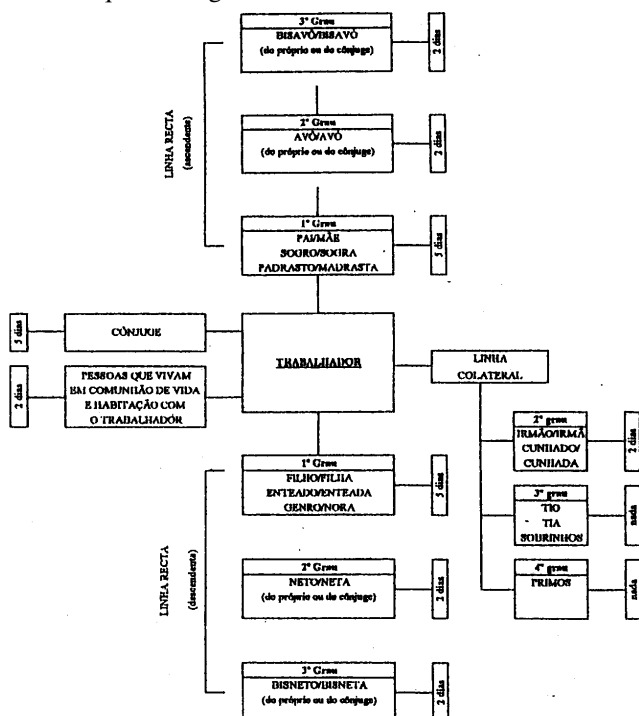 3º Grau
BISAVÔ/BISAVÓ
(do próprio ou do cônjuge)
2 dias
LINHA RECTA
(ascendente)
2º Grau
AVÔ/AVÓ
(do próprio ou do cônjuge)
2 dias
1º Grau
PAI/MÃE
SOGRO/SOGRA
PADRASTO/MADRASTA
5 dias
5 dias
CÔNJUGE
2 dias
PESSOAS QUE VIVAM
EM COMUNHÃO DE VIDA
E HABITAÇÃO COM
O TRABALHADOR
TRABALHADOR
LINHA
COLATERAL
2º grau
IRMÃO/IRMÃ
CUNHADO/
CUNHADA
2 dias
3º grau
TIO
TIA
SOBRINHOS
nada
4º grau
PRIMOS
nada
LINHA RECTA
(descendente)
1º Grau
FILHO/FILHA
ENTEADO/ENTEADA
GENRO/NORA
5 dias
2º Grau
NETO/NETA
(do próprio ou do cônjuge)
2 dias
3º Grau
BISNETO/BISNETA
(do próprio ou do cônjuge)
2 dias